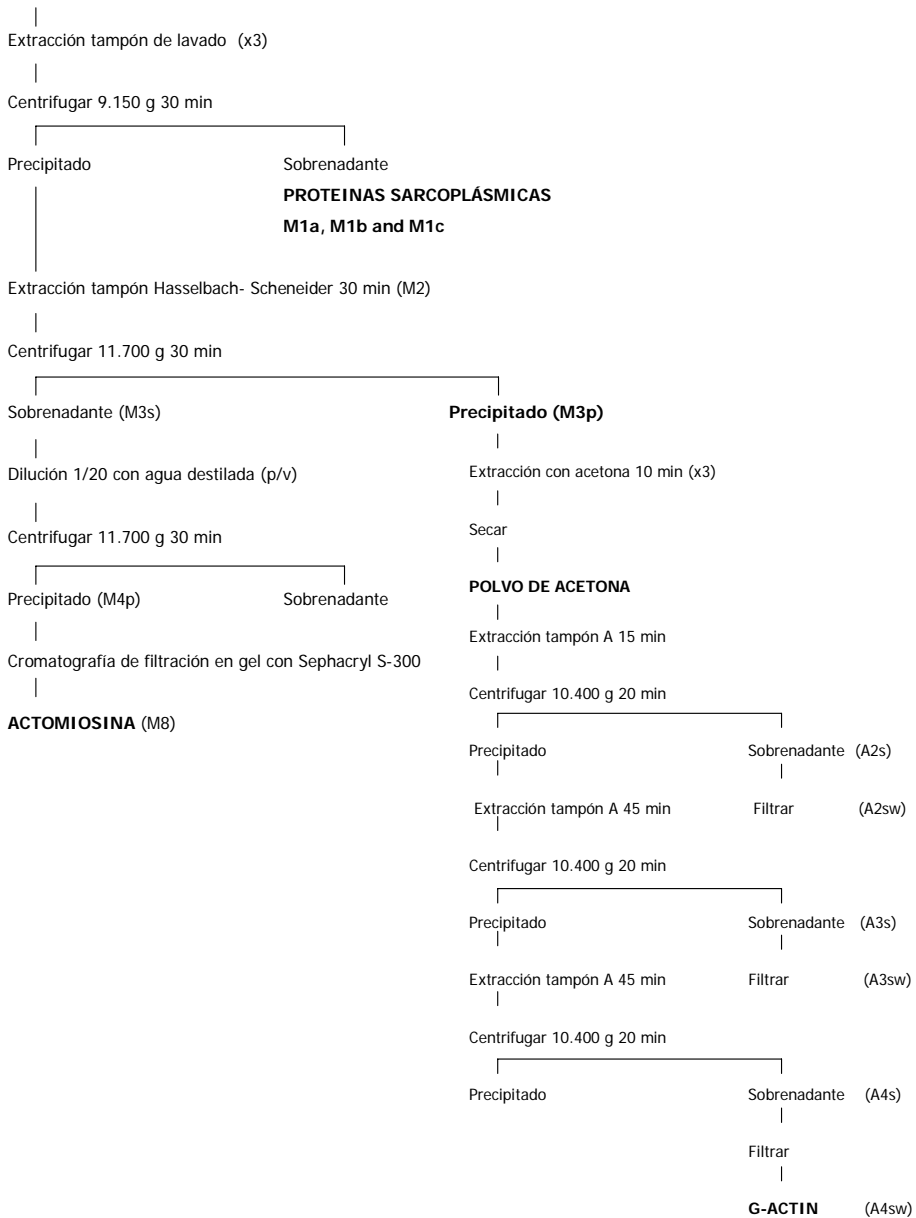 Extracción tampón de lavado (x3)
Centrifugar 9.150 g 30 min
Precipitado Sobrenadante
PROTEINAS SARCOPLÁSMICAS
M1a, M1b and M1c
Extracción tampón Hasselbach- Scheneider 30 min (M2)
Centrifugar 11.700 g 30 min
Sobrenadante (M3s) Precipitado (M3p)
Dilución 1/20 con agua destilada (p/v) Extracción con acetona 10 min (x3)
Centrifugar 11.700 g 30 min Secar
Precipitado (M4p) Sobrenadante POLVO DE ACETONA
Extracción tampón A 15 min
Cromatografía de filtración en gel con Sephacryl S-300
Centrifugar 10.400 g 20 min
ACTOMIOSINA (M8)
Precipitado Sobrenadante (A2s)
Extracción tampón A 45 min Filtrar (A2sw)
Centrifugar 10.400 g 20 min
Precipitado Sobrenadante (A3s)
Extracción tampón A 45 min Filtrar (A3sw)
Centrifugar 10.400 g 20 min
Precipitado Sobrenadante (A4s)
Filtrar
G-ACTIN (A4sw)